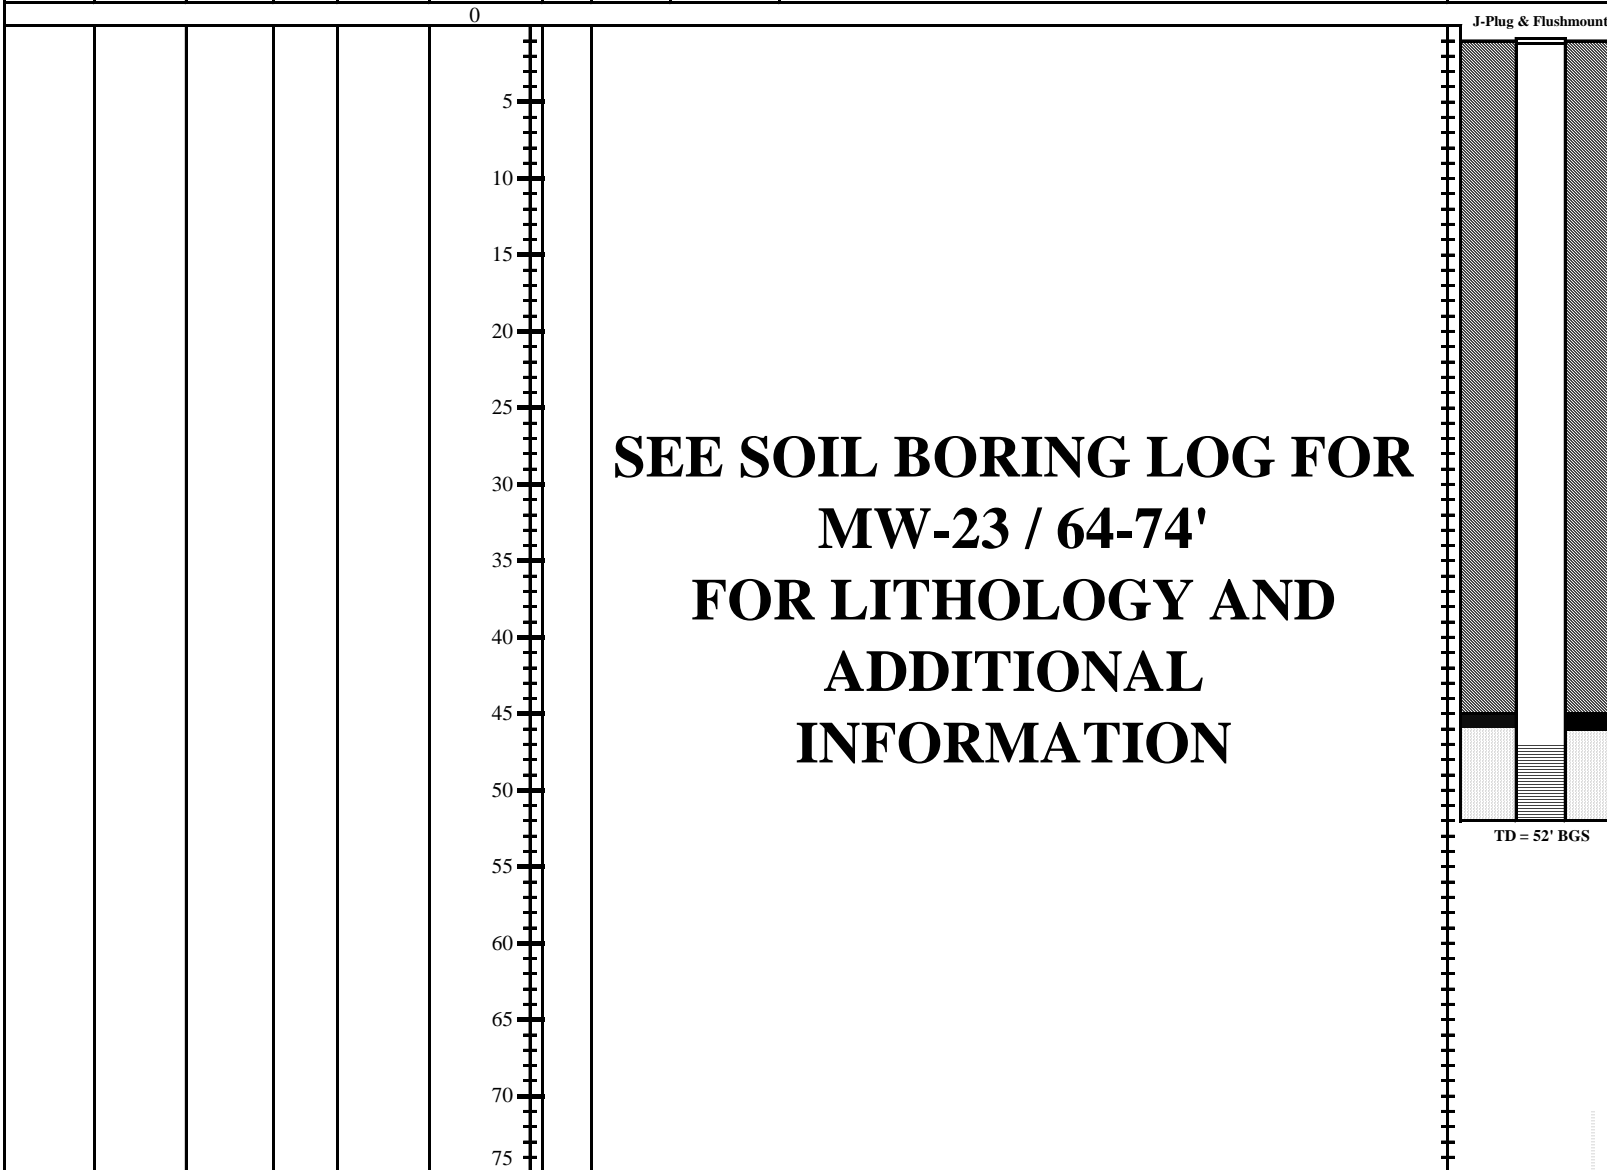 0
J-Plug & Flushmount
5
10
15
20
25
SEE SOIL BORING LOG FOR
30
MW-23 / 64-74'
35
FOR LITHOLOGY AND
40
ADDITIONAL
45
INFORMATION
50
TD = 52' BGS
55
60
65
70
75